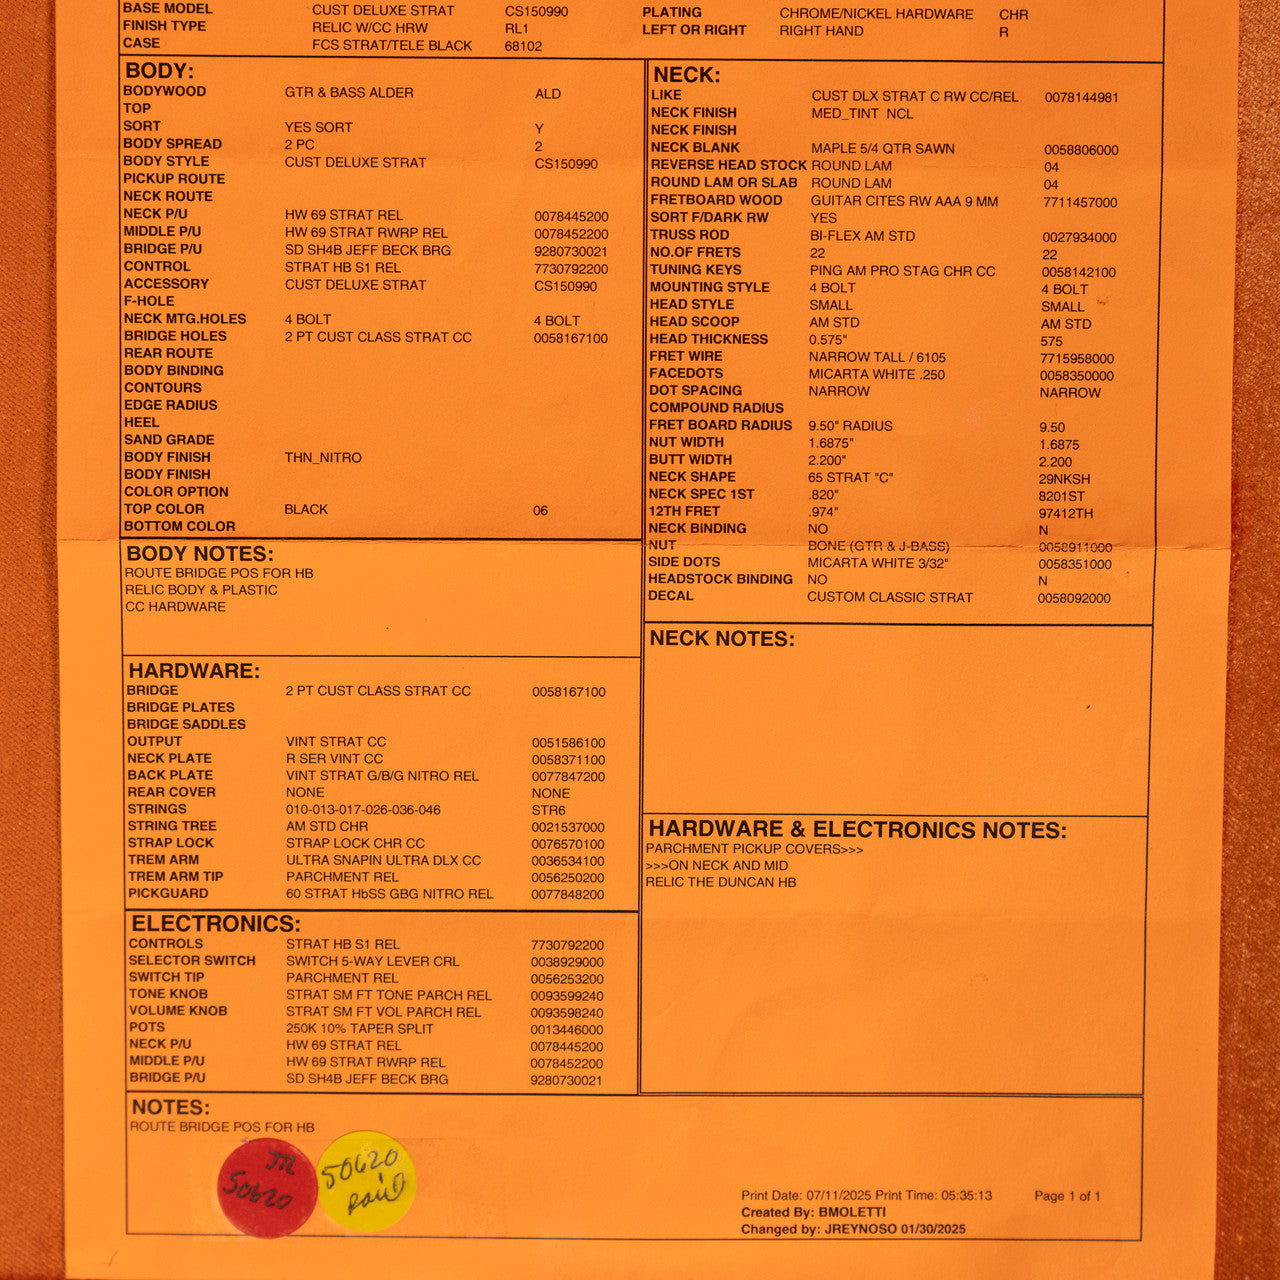 BASE MODEL CUST DELUXE STRAT CS150990
FINISH TYPE RELIC W/CC HRW RL1
CASE FCS STRAT/TELE BLACK 68102
PLATING CHROME/NICKEL HARDWARE CHR
LEFT OR RIGHT RIGHT HAND R
BODY:
BODYWOOD GTR & BASS ALDER ALD
TOP
SORT YES SORT Y
BODY SPREAD 2 PC 2
BODY STYLE CUST DELUXE STRAT CS150990
PICKUP ROUTE
NECK ROUTE
NECK P/U HW 69 STRAT REL 0078445200
MIDDLE P/U HW 69 STRAT RWRP REL 0078452200
BRIDGE P/U SD SH4B JEFF BECK BRG 9280730021
CONTROL STRAT HB S1 REL 7730792200
ACCESSORY CUST DELUXE STRAT CS150990
F-HOLE
NECK MTG.HOLES 4 BOLT 4 BOLT
BRIDGE HOLES 2 PT CUST CLASS STRAT CC 0058167100
REAR ROUTE
BODY BINDING
CONTOURS
EDGE RADIUS
HEEL
SAND GRADE
BODY FINISH THN_NITRO
BODY FINISH
COLOR OPTION
TOP COLOR BLACK 06
BOTTOM COLOR
BODY NOTES:
ROUTE BRIDGE POS FOR HB
RELIC BODY & PLASTIC
CC HARDWARE
HARDWARE:
BRIDGE 2 PT CUST CLASS STRAT CC 0058167100
BRIDGE PLATES
BRIDGE SADDLES
OUTPUT VINT STRAT CC 0051586100
NECK PLATE R SER VINT CC 0058371100
BACK PLATE VINT STRAT G/B/G NITRO REL 0077847200
REAR COVER NONE NONE
STRINGS 010-013-017-026-036-046 STR6
STRING TREE AM STD CHR 0021537000
STRAP LOCK STRAP LOCK CHR CC 0076570100
TREM ARM ULTRA SNAPIN ULTRA DLX CC 0036534100
TREM ARM TIP PARCHMENT REL 0056250200
PICKGUARD 60 STRAT HbSS GBG NITRO REL 0077848200
ELECTRONICS:
CONTROLS STRAT HB S1 REL 7730792200
SELECTOR SWITCH SWITCH 5-WAY LEVER CRL 0038929000
SWITCH TIP PARCHMENT REL 0056253200
TONE KNOB STRAT SM FT TONE PARCH REL 0093599240
VOLUME KNOB STRAT SM FT VOL PARCH REL 0093598240
POTS 250K 10% TAPER SPLIT 0013446000
NECK P/U HW 69 STRAT REL 0078445200
MIDDLE P/U HW 69 STRAT RWRP REL 0078452200
BRIDGE P/U SD SH4B JEFF BECK BRG 9280730021
NECK:
LIKE CUST DLX STRAT C RW CC/REL 0078144981
NECK FINISH MED_TINT NCL
NECK FINISH
NECK BLANK MAPLE 5/4 QTR SAWN 0058806000
REVERSE HEAD STOCK ROUND LAM 04
ROUND LAM OR SLAB ROUND LAM 04
FRETBOARD WOOD GUITAR CITES RW AAA 9 MM 7711457000
SORT F/DARK RW YES
TRUSS ROD BI-FLEX AM STD 0027934000
NO.OF FRETS 22 22
TUNING KEYS PING AM PRO STAG CHR CC 0058142100
MOUNTING STYLE 4 BOLT 4 BOLT
HEAD STYLE SMALL SMALL
HEAD SCOOP AM STD AM STD
HEAD THICKNESS 0.575" 575
FRET WIRE NARROW TALL / 6105 7715958000
FACEDOTS MICARTA WHITE .250 0058350000
DOT SPACING NARROW NARROW
COMPOUND RADIUS
FRET BOARD RADIUS 9.50" RADIUS 9.50
NUT WIDTH 1.6875" 1.6875
BUTT WIDTH 2.200" 2.200
NECK SHAPE 65 STRAT "C" 29NKSH
NECK SPEC 1ST .820" 8201ST
12TH FRET .974" 97412TH
NECK BINDING NO N
NUT BONE (GTR & J-BASS) 0058911000
SIDE DOTS MICARTA WHITE 3/32" 0058351000
HEADSTOCK BINDING NO N
DECAL CUSTOM CLASSIC STRAT 0058092000
NECK NOTES:
HARDWARE & ELECTRONICS NOTES:
PARCHMENT PICKUP COVERS>>>
>>>ON NECK AND MID
RELIC THE DUNCAN HB
NOTES:
ROUTE BRIDGE POS FOR HB
50620
50620
Print Date: 07/11/2025 Print Time: 05:35:13 Page 1 of 1
Created By: BMOLETTI
Changed by: JREYNOSO 01/30/2025